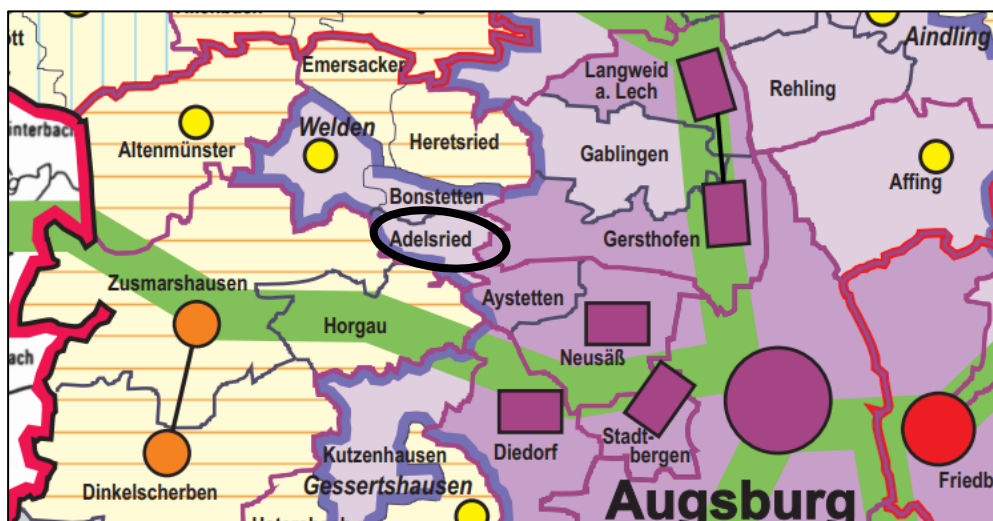 Aindling
Emersacker
Langweid
a. Lech
Rehling
Welden
Heretsried
Altenmünster
Gablingen
Affing
Bonstetten
Adelsried
Gersthofen
Zusmarshausen
Aystetten
Horgau
Neusäß
Diedorf
Stadt-
bergen
Kutzenhausen
Gessertshausen
Dinkelscherben
Friedb
Augsburg